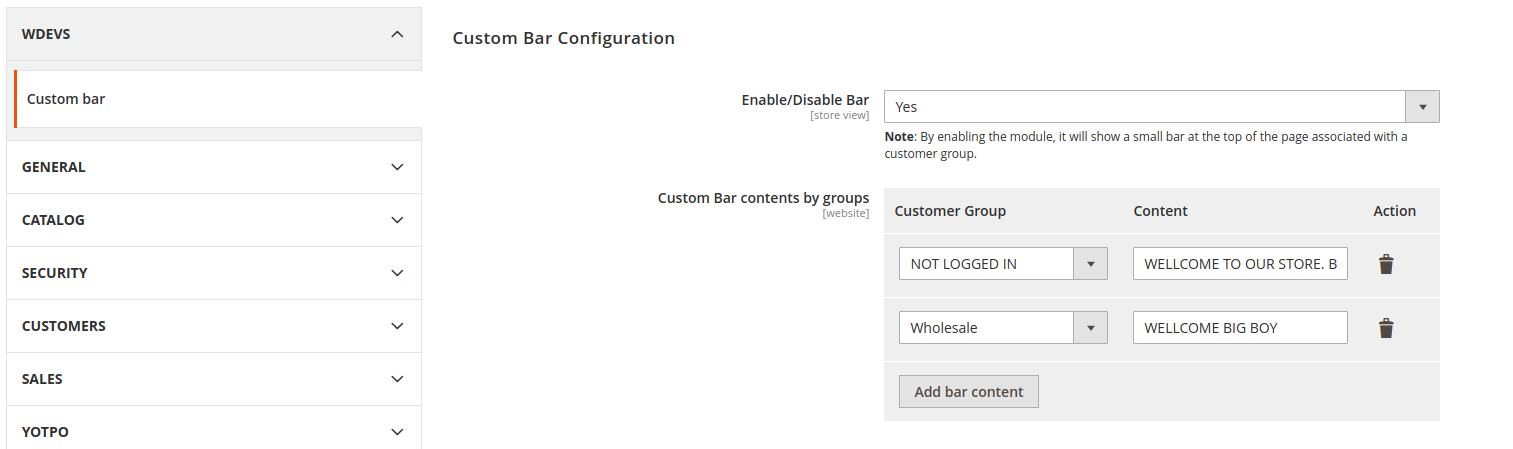 WDEVS
Custom bar
GENERAL
CATALOG
SECURITY
CUSTOMERS
SALES
YOTPO
Custom Bar Configuration
Enable/Disable Bar
[store view]
Yes
Note: By enabling the module, it will show a small bar at the top of the page associated with a
customer group.
Custom Bar contents by groups
[website]
Customer Group Content Action
NOT LOGGED IN WELLCOME TO OUR STORE. B
Wholesale WELLCOME BIG BOY
Add bar content